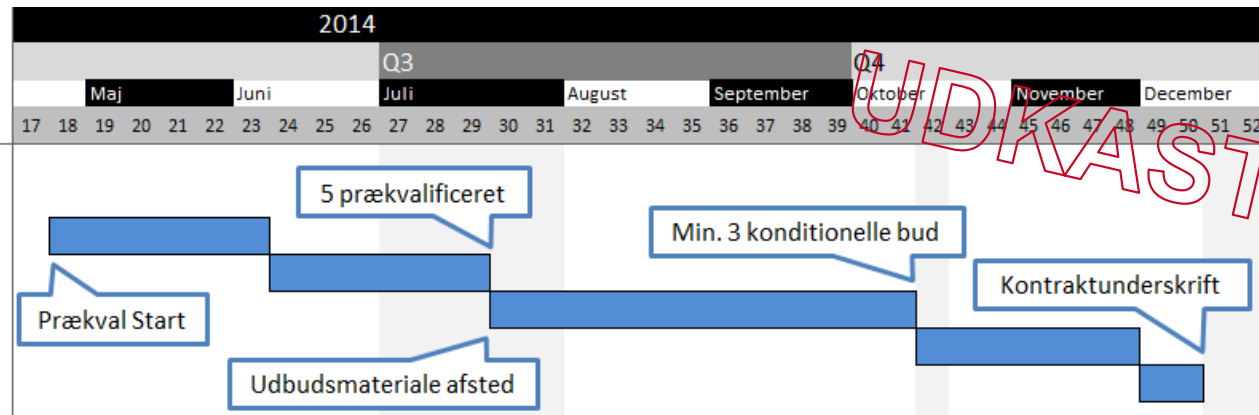 2014
Q3 Q4
Maj Juni Juli August September Oktober November December
17 18 19 20 21 22 23 24 25 26 27 28 29 30 31 32 33 34 35 36 37 38 39 40 41 42 43 44 45 46 47 48 49 50 51 52
UDKAST
5 prækvalificeret
Min. 3 konditionelle bud
Kontraktunderskrift
Prækval Start
Udbudsmateriale afsted